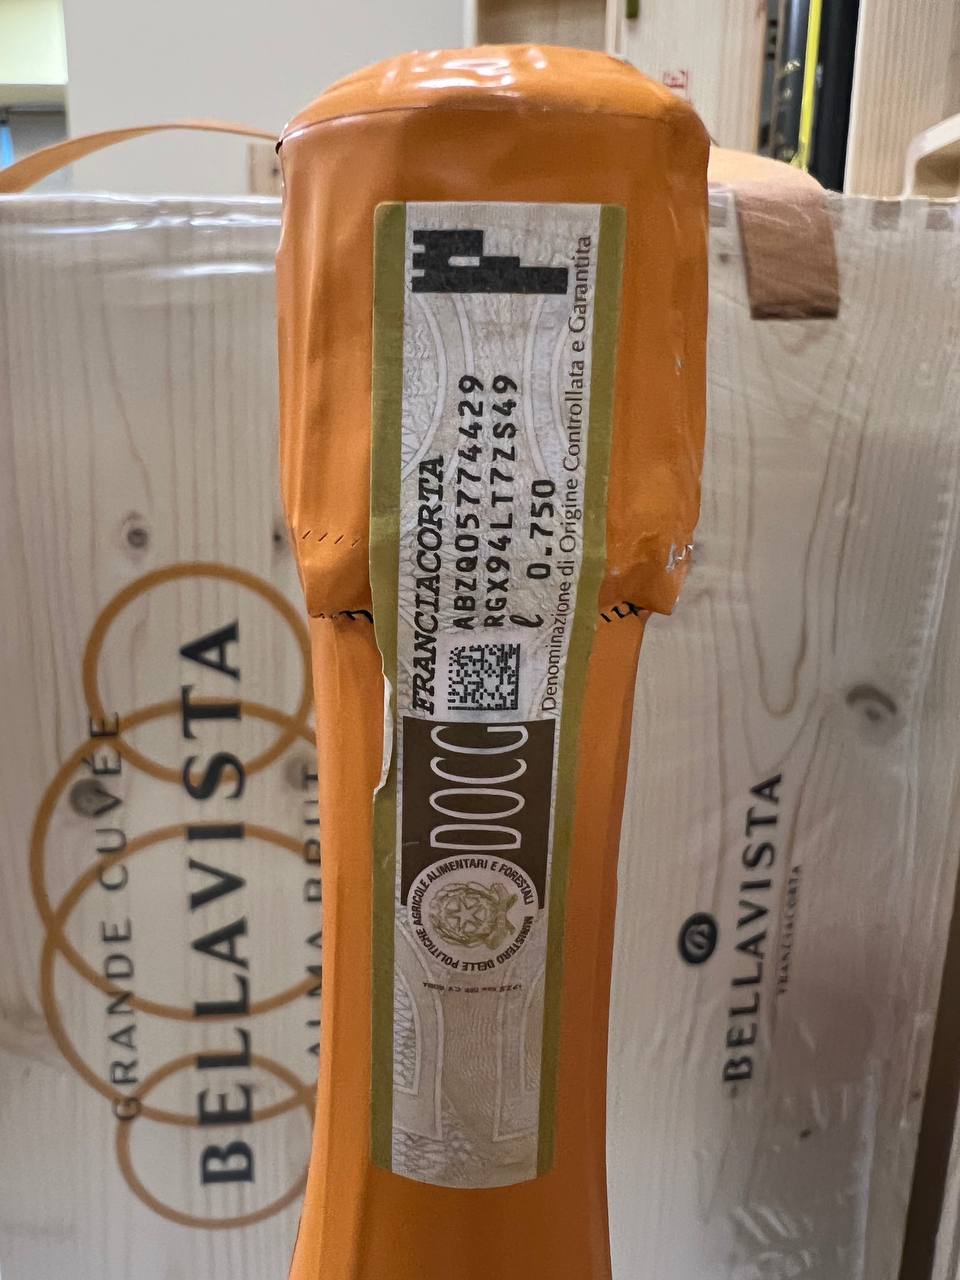 FRANCIACORTA
ABZQ05774429
RGX94LT7ZS49
ℓ 0-750
Denominazione di Origine Controllata e Garantita
DOCG
MINISTERO DELLE POLITICHE AGRICOLE ALIMENTARI E FORESTALI
GRANDE CUVÉE
BELLAVISTA
ALMA BRUT
BELLAVISTA
FRANCIACORTA